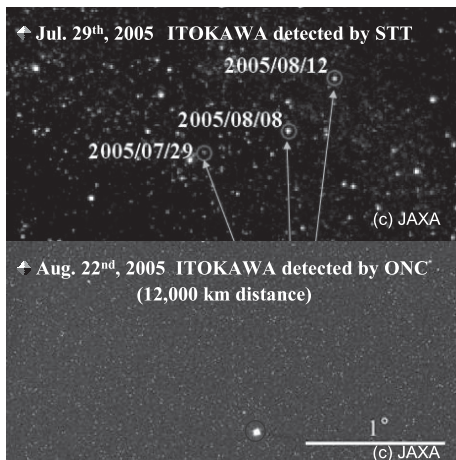 Jul. 29th, 2005 ITOKAWA detected by STT
2005/08/12
2005/08/08
2005/07/29
(c) JAXA
Aug. 22nd, 2005 ITOKAWA detected by ONC
(12,000 km distance)
1°
(c) JAXA